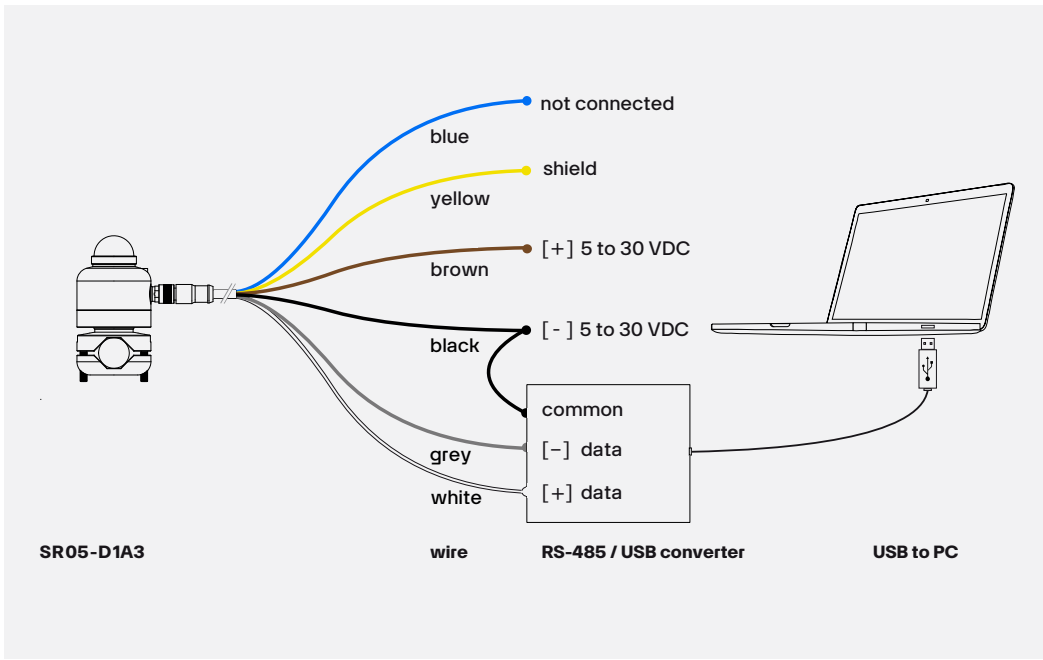 not connected
blue
shield
yellow
[+] 5 to 30 VDC
brown
[-] 5 to 30 VDC
black
common
[−] data
grey
[+] data
white
SR05-D1A3
wire
RS-485 / USB converter
USB to PC